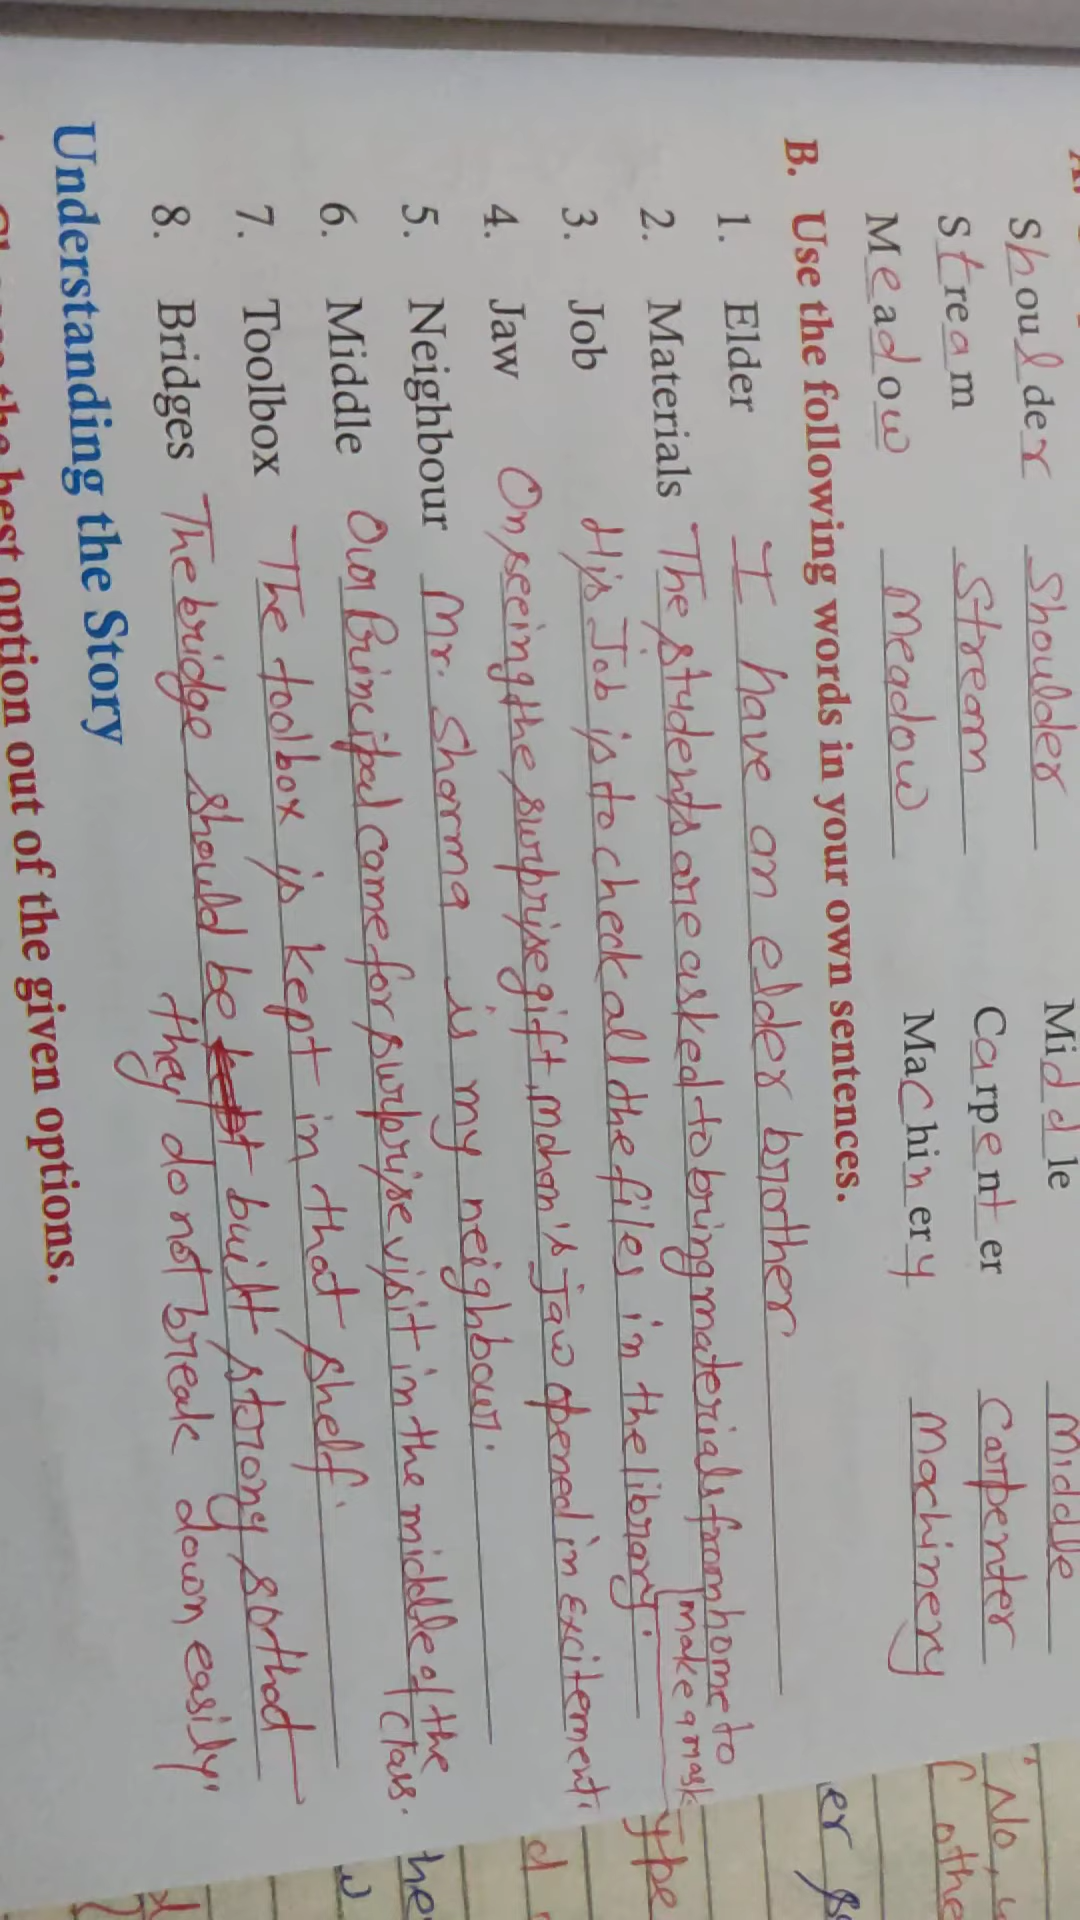 A.
Shoulder Shoulder Middle Middle
Stream Stream Carpenter Carpenter
Meadow Meadow Machinery Machinery
B. Use the following words in your own sentences.
1. Elder I have an elder brother
2. Materials The students are asked to bring materials from home to
make a mask
3. Job His Job is to check all the files in the library.
4. Jaw On seeing the surprise gift, Mohan's jaw opened in excitement.
5. Neighbour Mr. Sharma is my neighbour.
6. Middle Our Principal came for surprise visit in the middle of the
class.
7. Toolbox The toolbox is kept in that shelf.
8. Bridges The bridge should be kept built strong so that
they do not break down easily.
Understanding the Story
the best option out of the given options.
No,